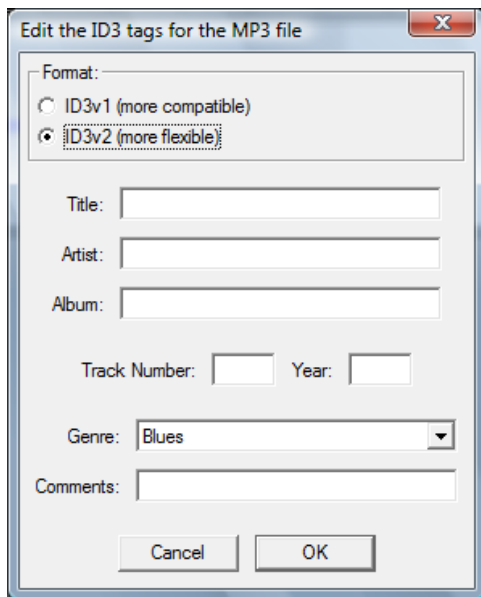 Edit the ID3 tags for the MP3 file
Format:
ID3v1 (more compatible)
ID3v2 (more flexible)
Title:
Artist:
Album:
Track Number: Year:
Genre: Blues
Comments:
Cancel OK